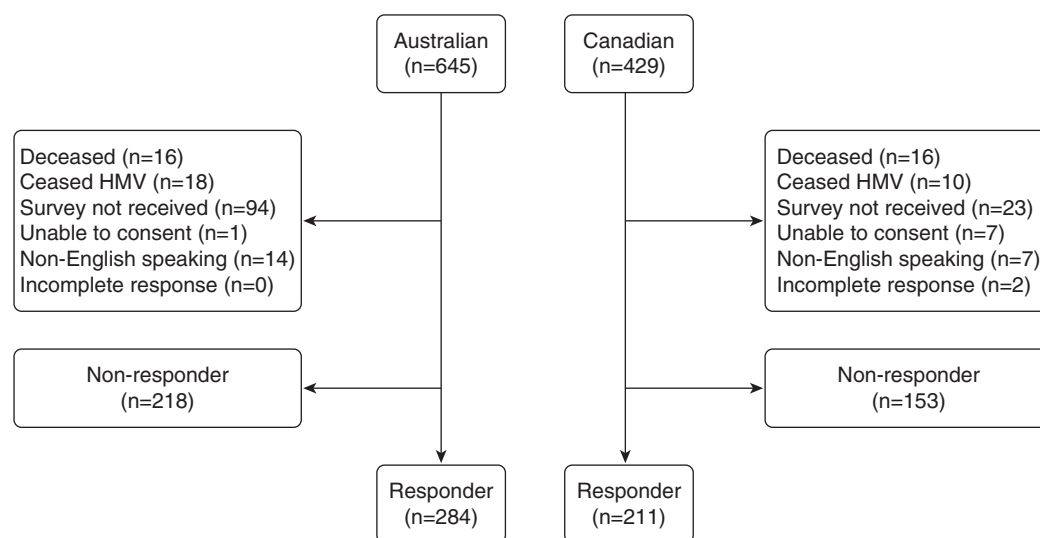 Australian
(n=645)
Canadian
(n=429)
Deceased (n=16)
Ceased HMV (n=18)
Survey not received (n=94)
Unable to consent (n=1)
Non-English speaking (n=14)
Incomplete response (n=0)
Deceased (n=16)
Ceased HMV (n=10)
Survey not received (n=23)
Unable to consent (n=7)
Non-English speaking (n=7)
Incomplete response (n=2)
Non-responder
(n=218)
Non-responder
(n=153)
Responder
(n=284)
Responder
(n=211)